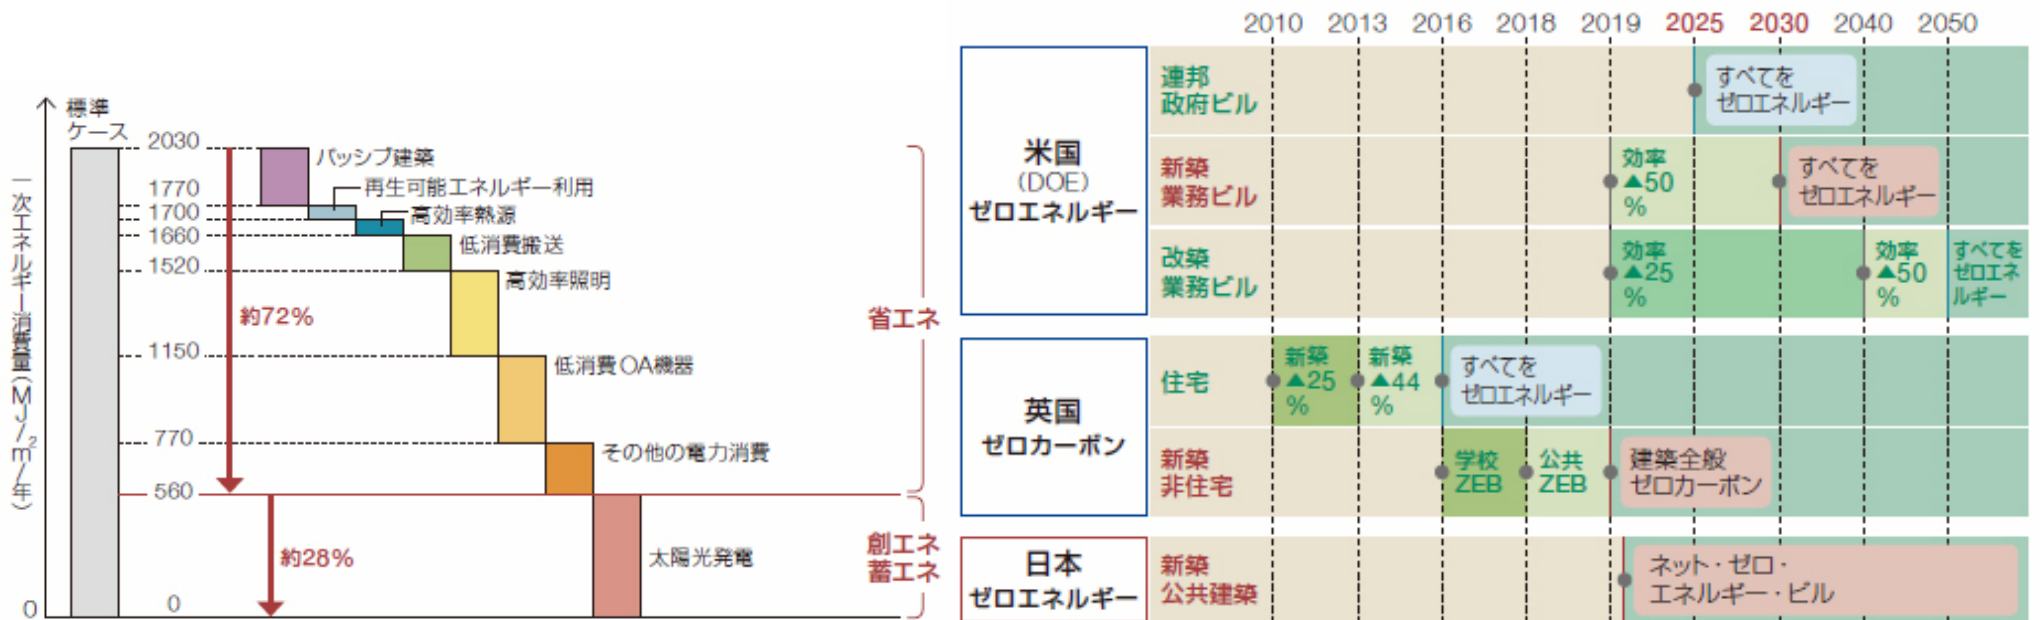 標準
ケース
一次エネルギー消費量(MJ/m²/年)
2030
1770
1700
1660
1520
1150
770
560
0
0
約72%
約28%
パッシブ建築
再生可能エネルギー利用
高効率熱源
低消費搬送
高効率照明
低消費OA機器
その他の電力消費
太陽光発電
省エネ
創エネ
蓄エネ
2010 2013 2016 2018 2019 2025 2030 2040 2050
米国
(DOE)
ゼロエネルギー
連邦
政府ビル
すべてを
ゼロエネルギー
新築
業務ビル
効率
▲50
%
すべてを
ゼロエネルギー
改築
業務ビル
効率
▲25
%
効率
▲50
%
すべてを
ゼロエネ
ルギー
英国
ゼロカーボン
住宅
新築
▲25
%
新築
▲44
%
すべてを
ゼロエネルギー
新築
非住宅
学校
ZEB
公共
ZEB
建築全般
ゼロカーボン
日本
ゼロエネルギー
新築
公共建築
ネット・ゼロ・
エネルギー・ビル